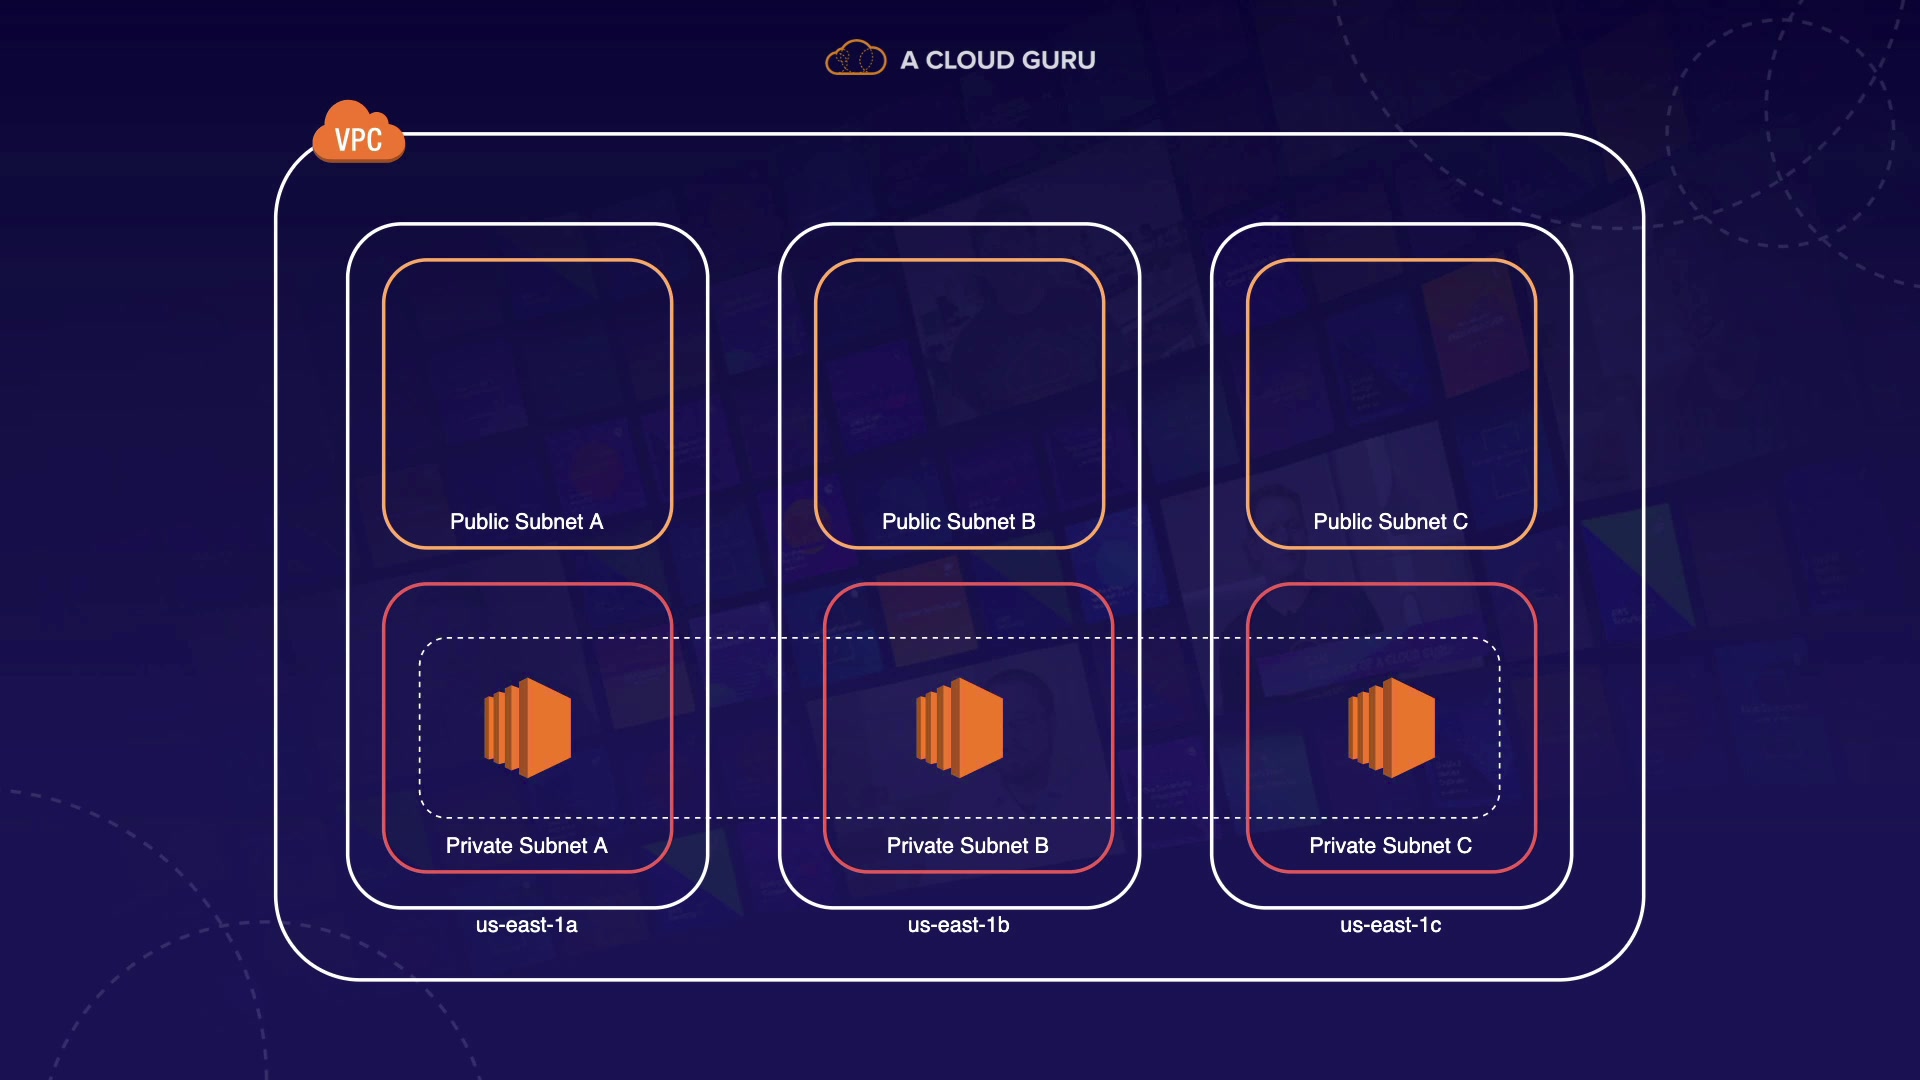 A CLOUD GURU
VPC
Public Subnet A
Public Subnet B
Public Subnet C
Private Subnet A
Private Subnet B
Private Subnet C
us-east-1a
us-east-1b
us-east-1c